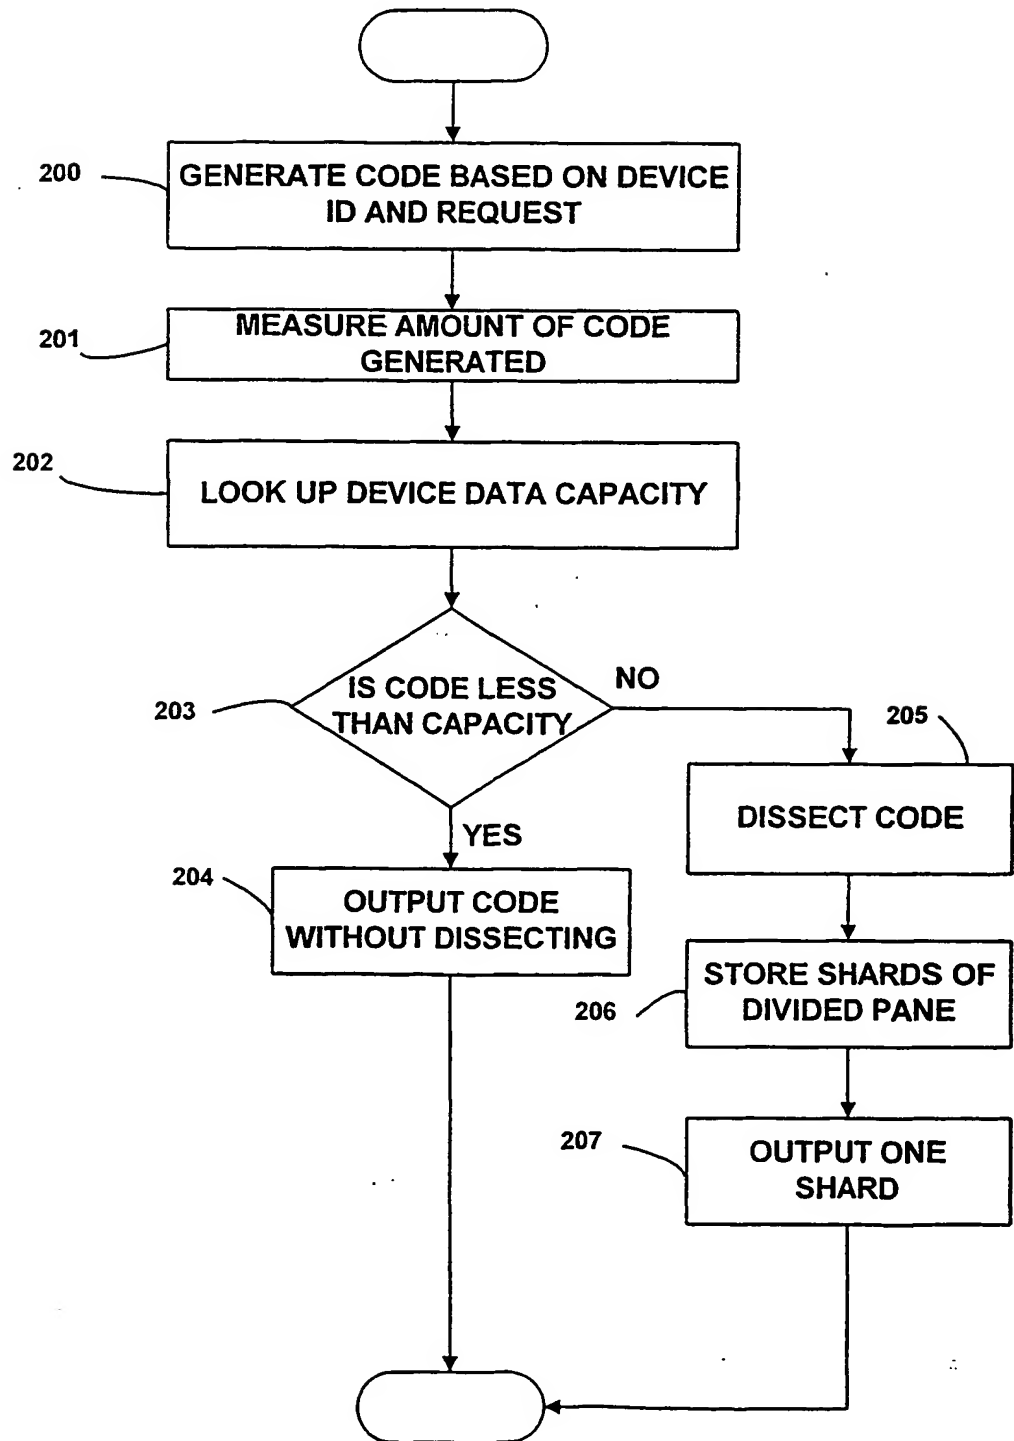 200
GENERATE CODE BASED ON DEVICE
ID AND REQUEST
201
MEASURE AMOUNT OF CODE
GENERATED
202
LOOK UP DEVICE DATA CAPACITY
203
IS CODE LESS
THAN CAPACITY
NO
205
DISSECT CODE
YES
204
OUTPUT CODE
WITHOUT DISSECTING
206
STORE SHARDS OF
DIVIDED PANE
207
OUTPUT ONE
SHARD